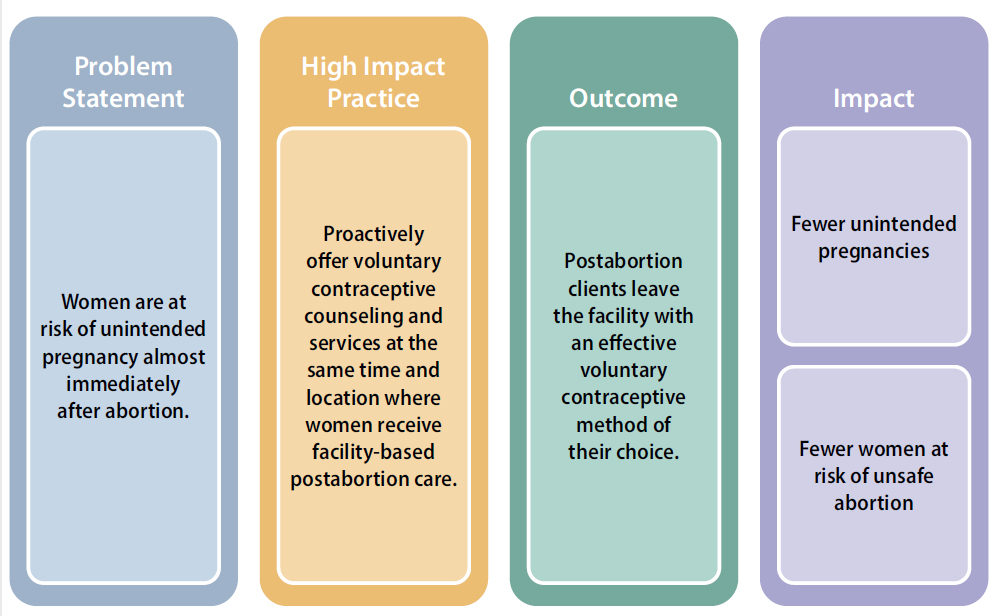 Problem
Statement
Women are at
risk of unintended
pregnancy almost
immediately
after abortion.
High Impact
Practice
Proactively
offer voluntary
contraceptive
counseling and
services at the
same time and
location where
women receive
facility-based
postabortion care.
Outcome
Postabortion
clients leave
the facility with
an effective
voluntary
contraceptive
method of
their choice.
Impact
Fewer unintended
pregnancies
Fewer women at
risk of unsafe
abortion